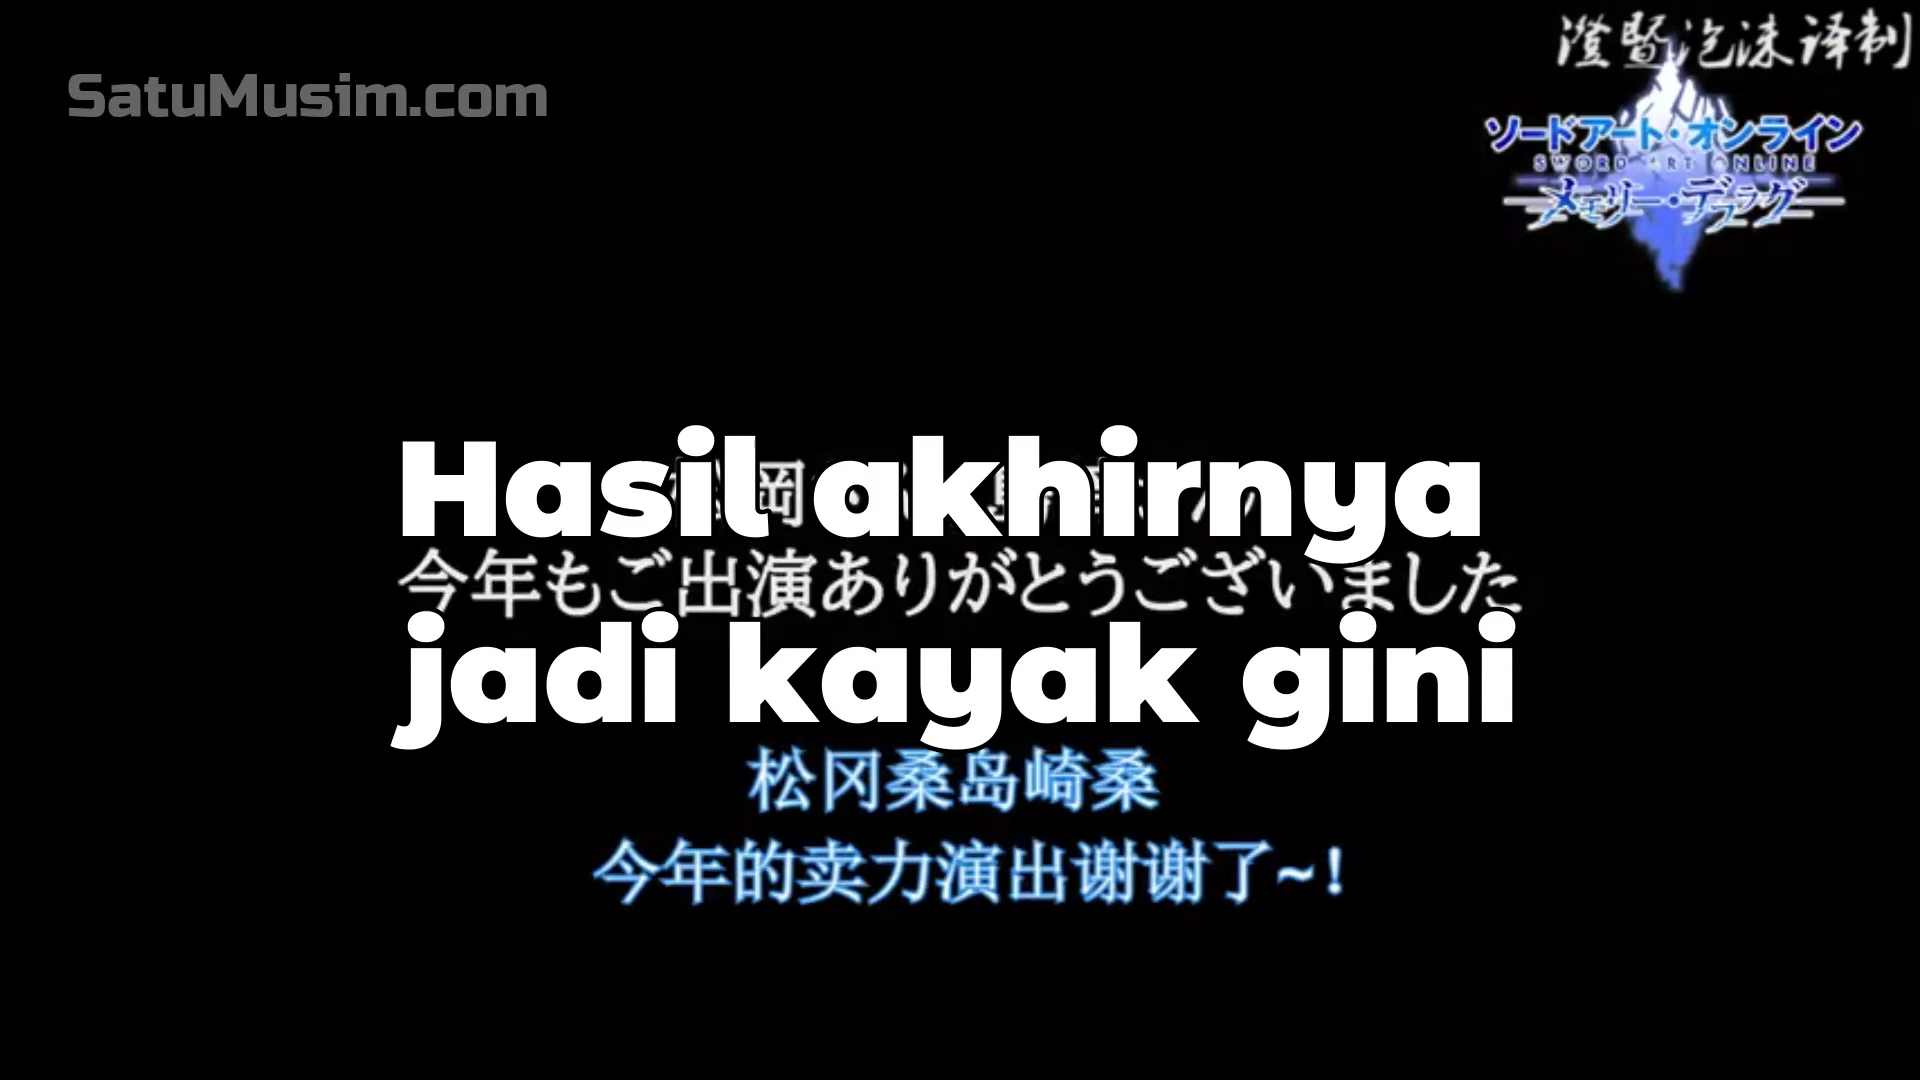 澄暨泡沫译制
SatuMusim.com
ソードアート・オンライン
SWORD ART ONLINE
メモリー・デフラグ
Hasil akhirnya
今年もご出演ありがとうございました
jadi kayak gini
松冈桑岛崎桑
今年的卖力演出谢谢了~!